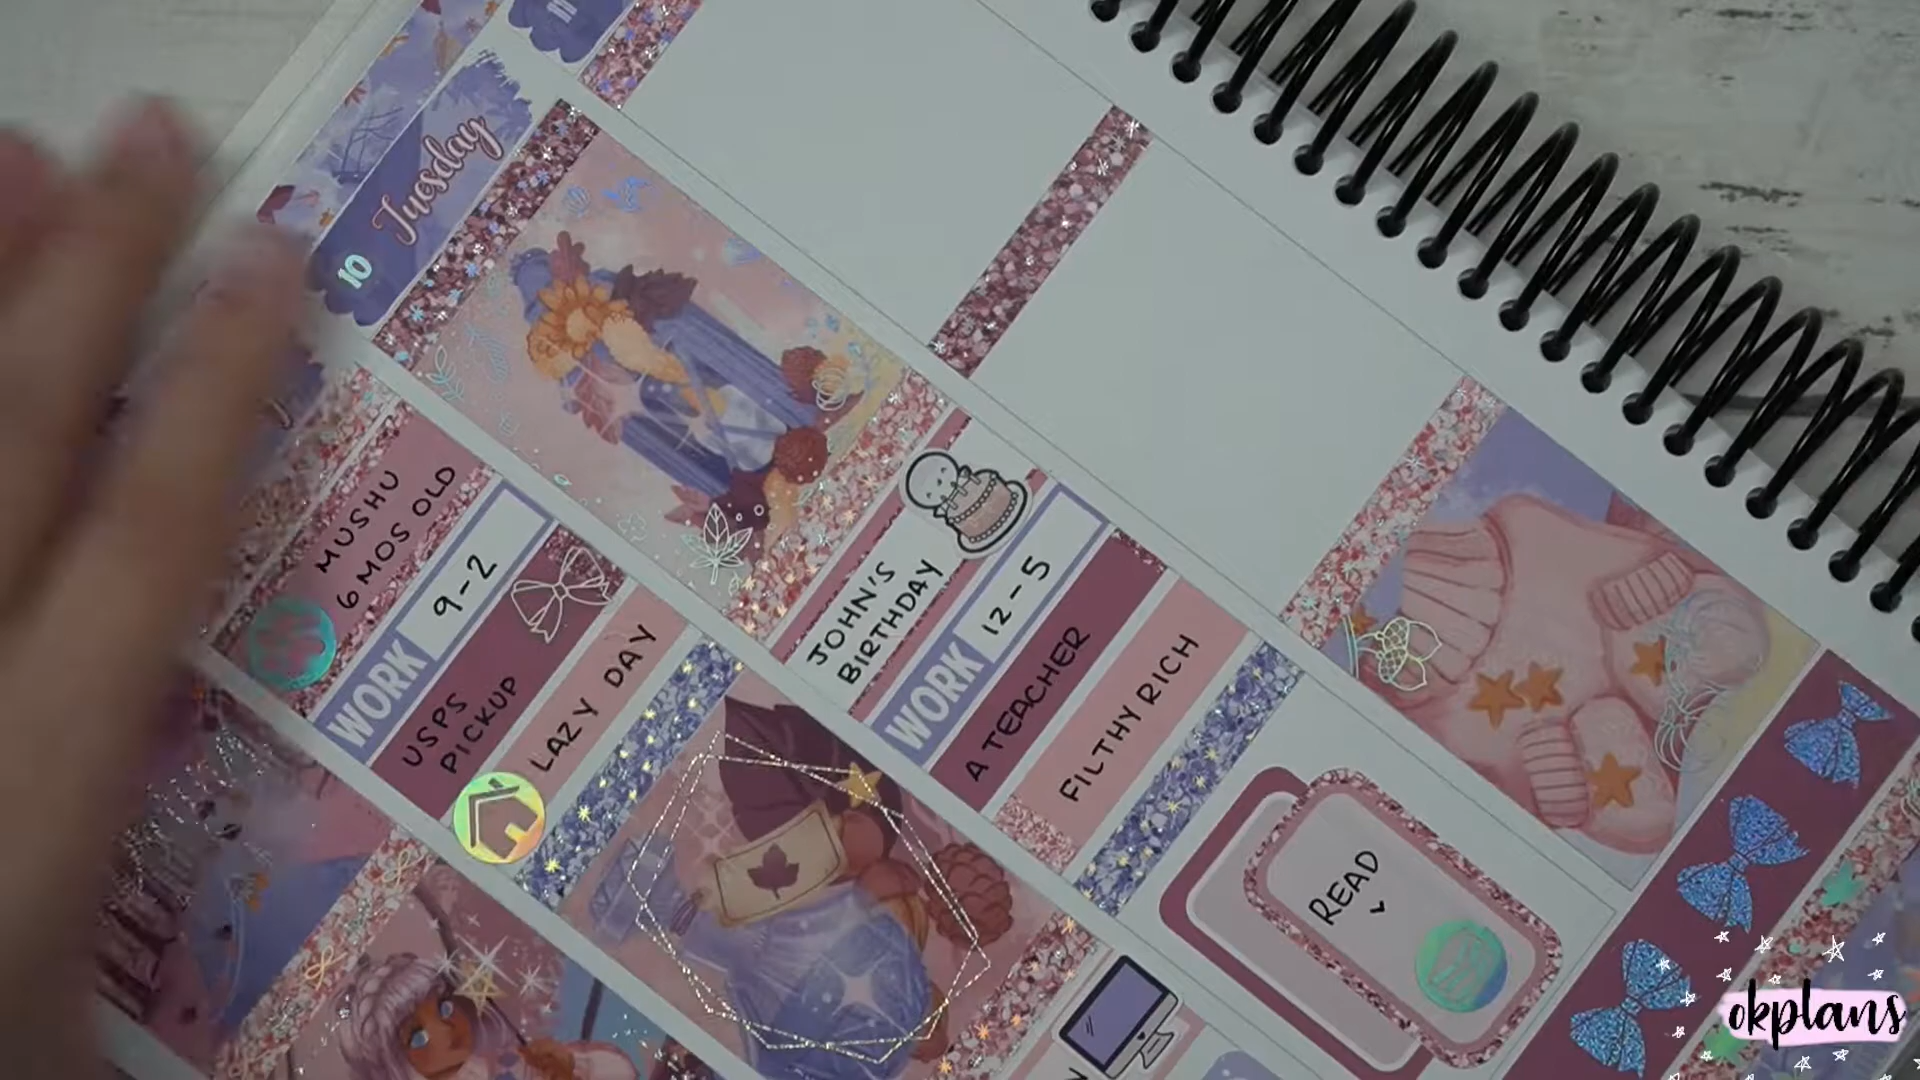 Tuesday
10
MUSHU
6 MOS OLD
WORK
9-2
USPS
PICKUP
LAZY DAY
JOHN'S
BIRTHDAY
WORK
12-5
A TEACHER
FILTHY RICH
READ
okplans